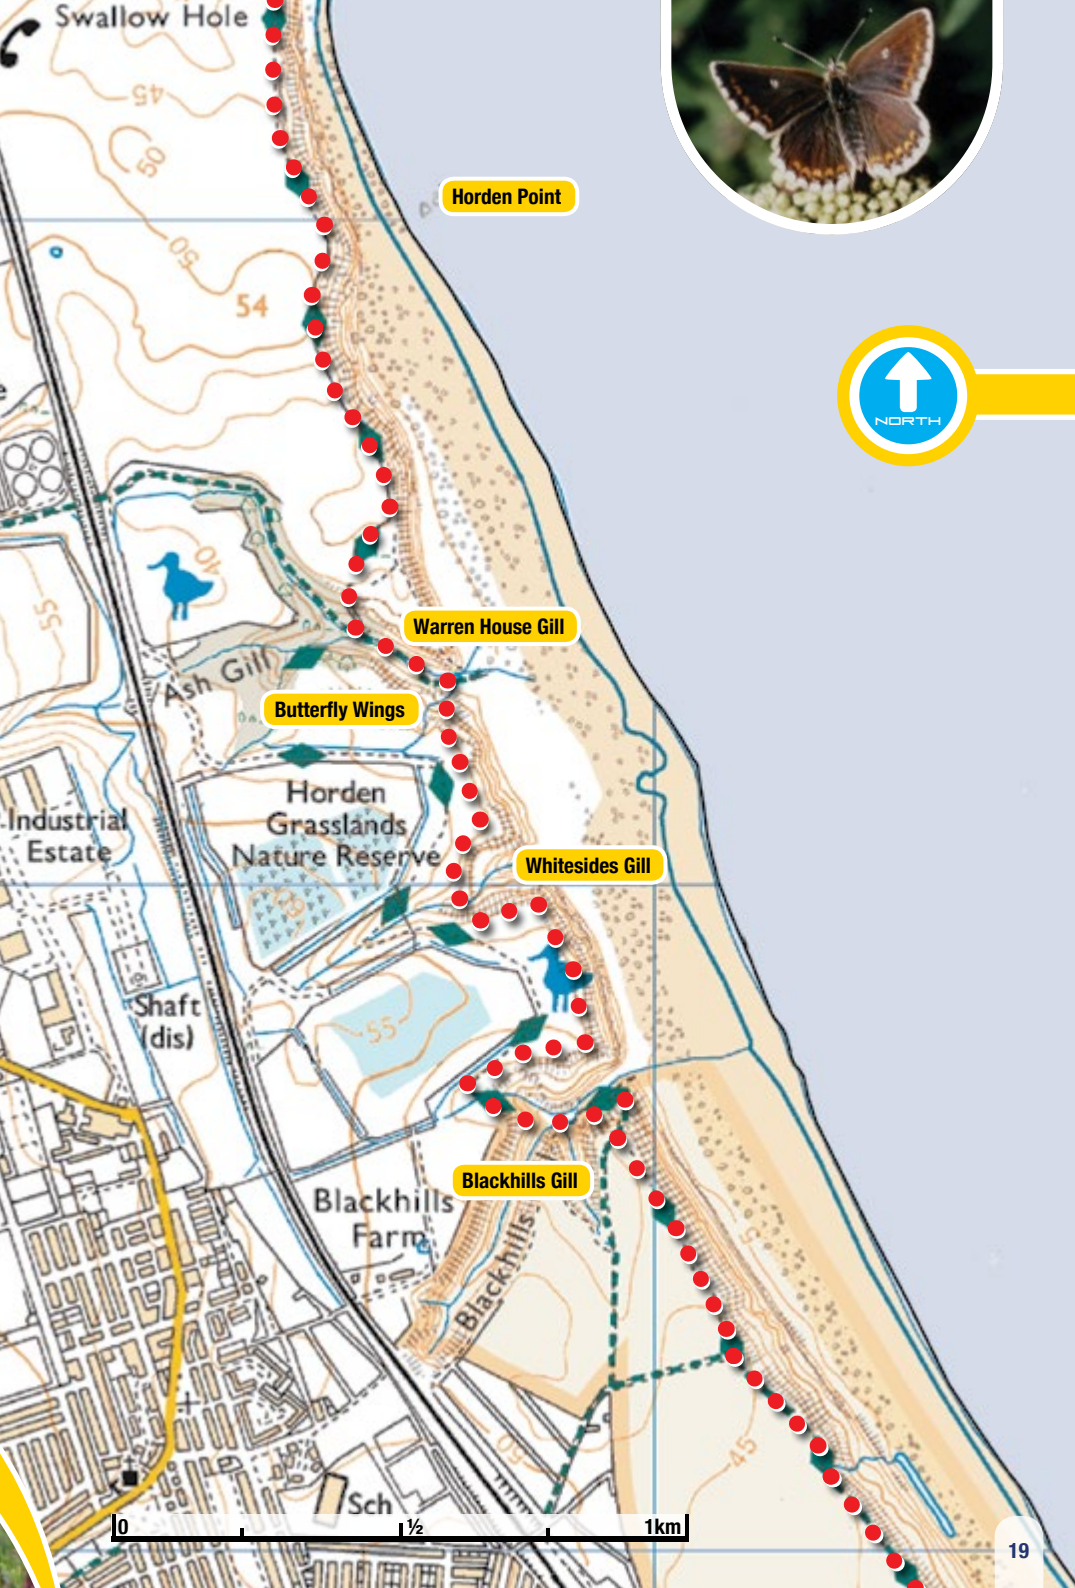 Swallow Hole
45
50
Horden Point
50
54
NORTH
40
55
Warren House Gill
Ash Gill
Butterfly Wings
Horden
Grasslands
Nature Reserve
Industrial
Estate
Whitesides Gill
Shaft
(dis)
55
Blackhills Gill
Blackhills
Farm
Blackhills
5
45
Sch
0 ½ 1km
19